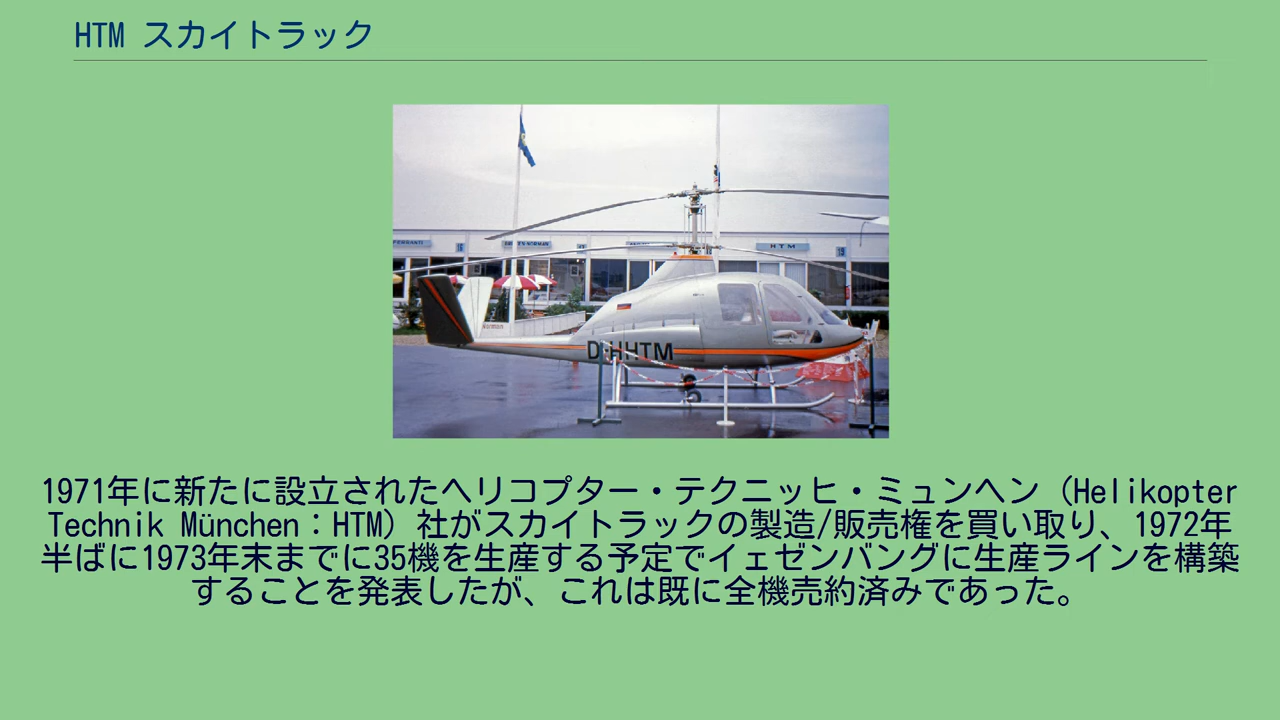 HTM スカイトラック
HTM
D-HHTM
1971年に新たに設立されたヘリコプター・テクニッヒ・ミュンヘン（Helikopter
Technik München：HTM）社がスカイトラックの製造/販売権を買い取り、1972年
半ばに1973年末までに35機を生産する予定でイェゼンバングに生産ラインを構築
することを発表したが、これは既に全機売約済みであった。